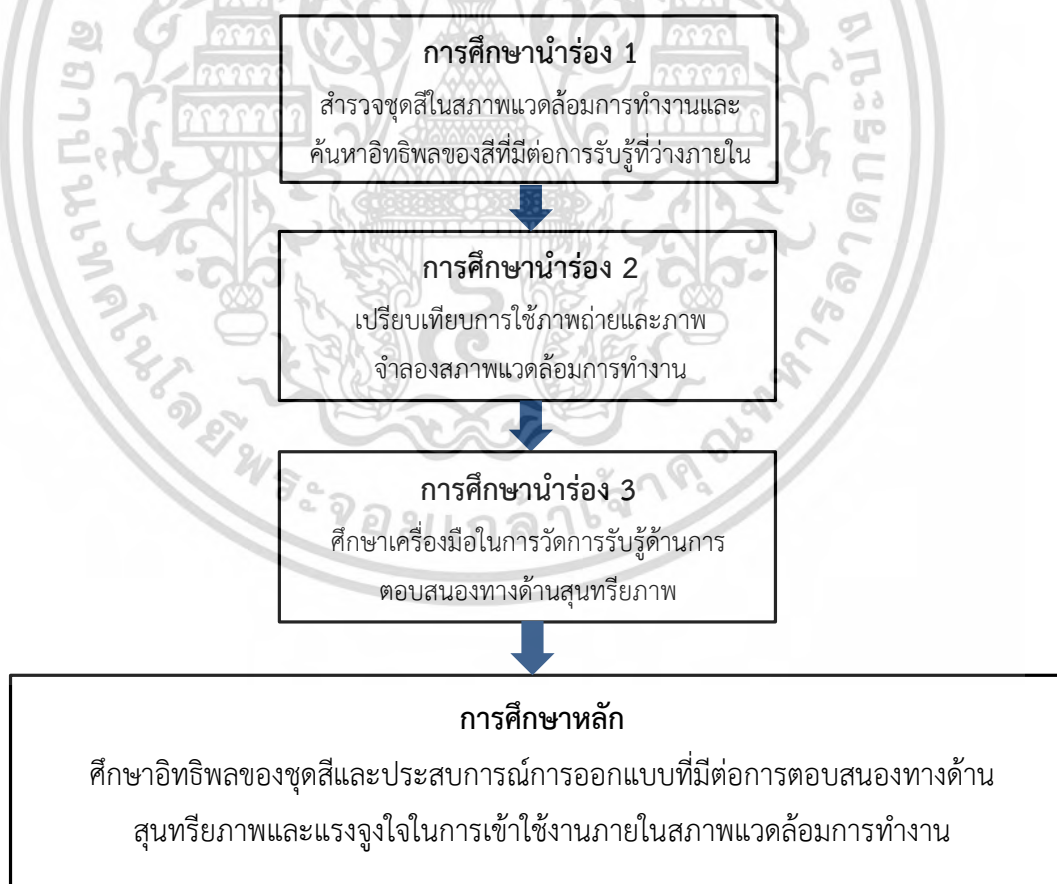 การศึกษานำร่อง 1
สำรวจชุดสีในสภาพแวดล้อมการทำงานและ
ค้นหาอิทธิพลของสีที่มีต่อการรับรู้ที่ว่างภายใน
การศึกษานำร่อง 2
เปรียบเทียบการใช้ภาพถ่ายและภาพ
จำลองสภาพแวดล้อมการทำงาน
การศึกษานำร่อง 3
ศึกษาเครื่องมือในการวัดการรับรู้ด้านการ
ตอบสนองทางด้านสุนทรียภาพ
การศึกษาหลัก
ศึกษาอิทธิพลของชุดสีและประสบการณ์การออกแบบที่มีต่อการตอบสนองทางด้าน
สุนทรียภาพและแรงจูงใจในการเข้าใช้งานภายในสภาพแวดล้อมการทำงาน